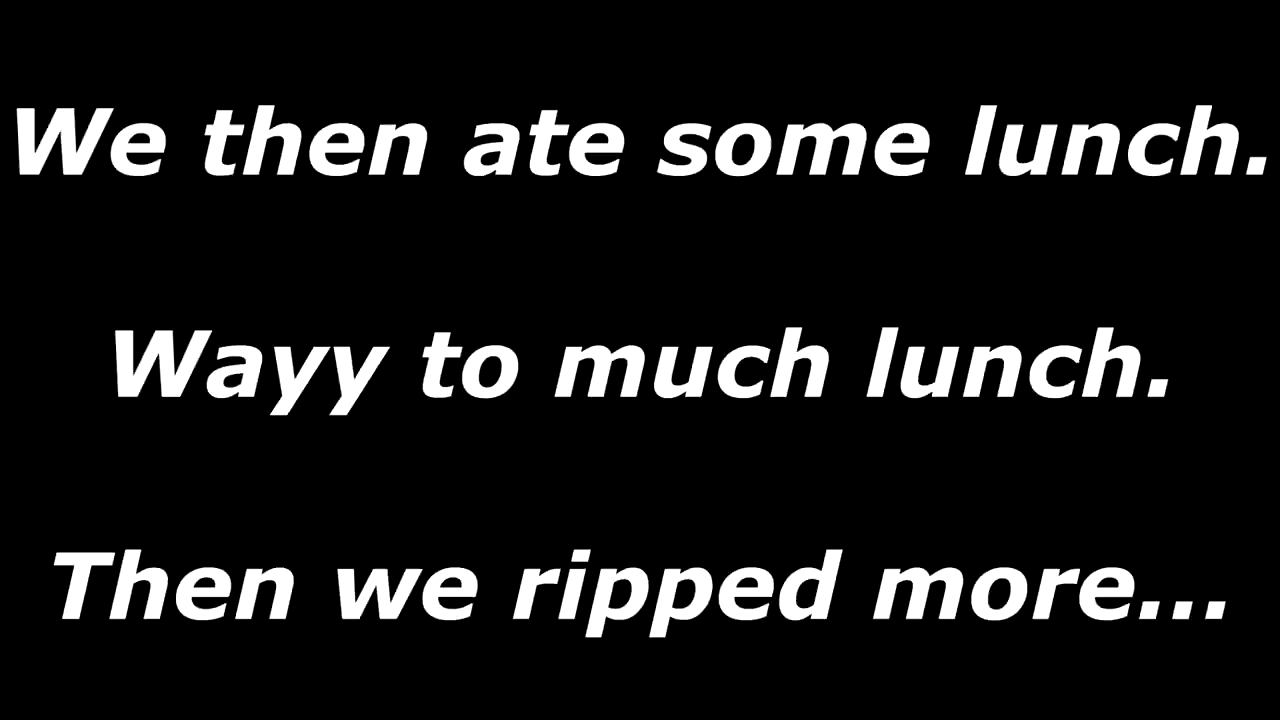 We then ate some lunch.
Wayy to much lunch.
Then we ripped more...